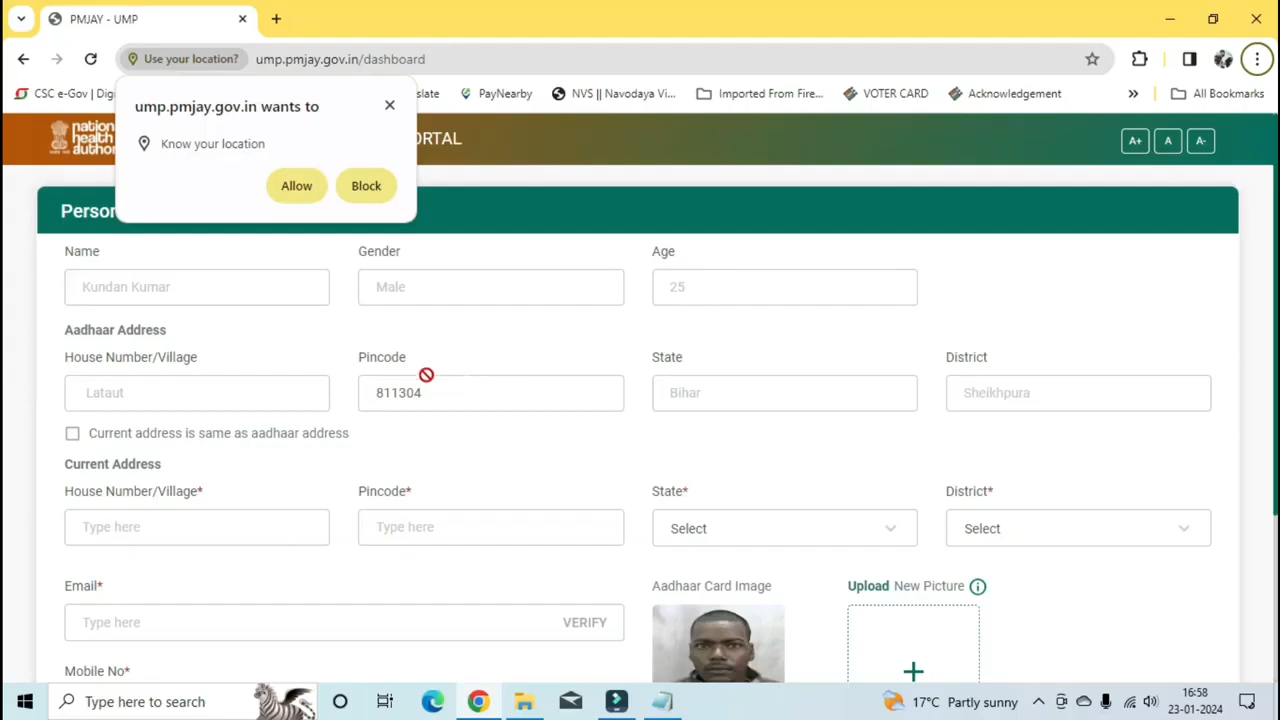 PMJAY - UMP
Use your location?
ump.pmjay.gov.in/dashboard
CSC e-Gov | Digi
slate
PayNearby
NVS || Navodaya Vi...
Imported From Fire...
VOTER CARD
Acknowledgement
All Bookmarks
ump.pmjay.gov.in wants to
Know your location
Allow
Block
national
health
authori
ORTAL
A+
A
A-
Person
Name
Gender
Age
Kundan Kumar
Male
25
Aadhaar Address
House Number/Village
Pincode
State
District
Lataut
811304
Bihar
Sheikhpura
Current address is same as aadhaar address
Current Address
House Number/Village*
Pincode*
State*
District*
Type here
Type here
Select
Select
Email*
Aadhaar Card Image
Upload New Picture
Type here
VERIFY
Mobile No*
Type here to search
17°C Partly sunny
16:58
23-01-2024